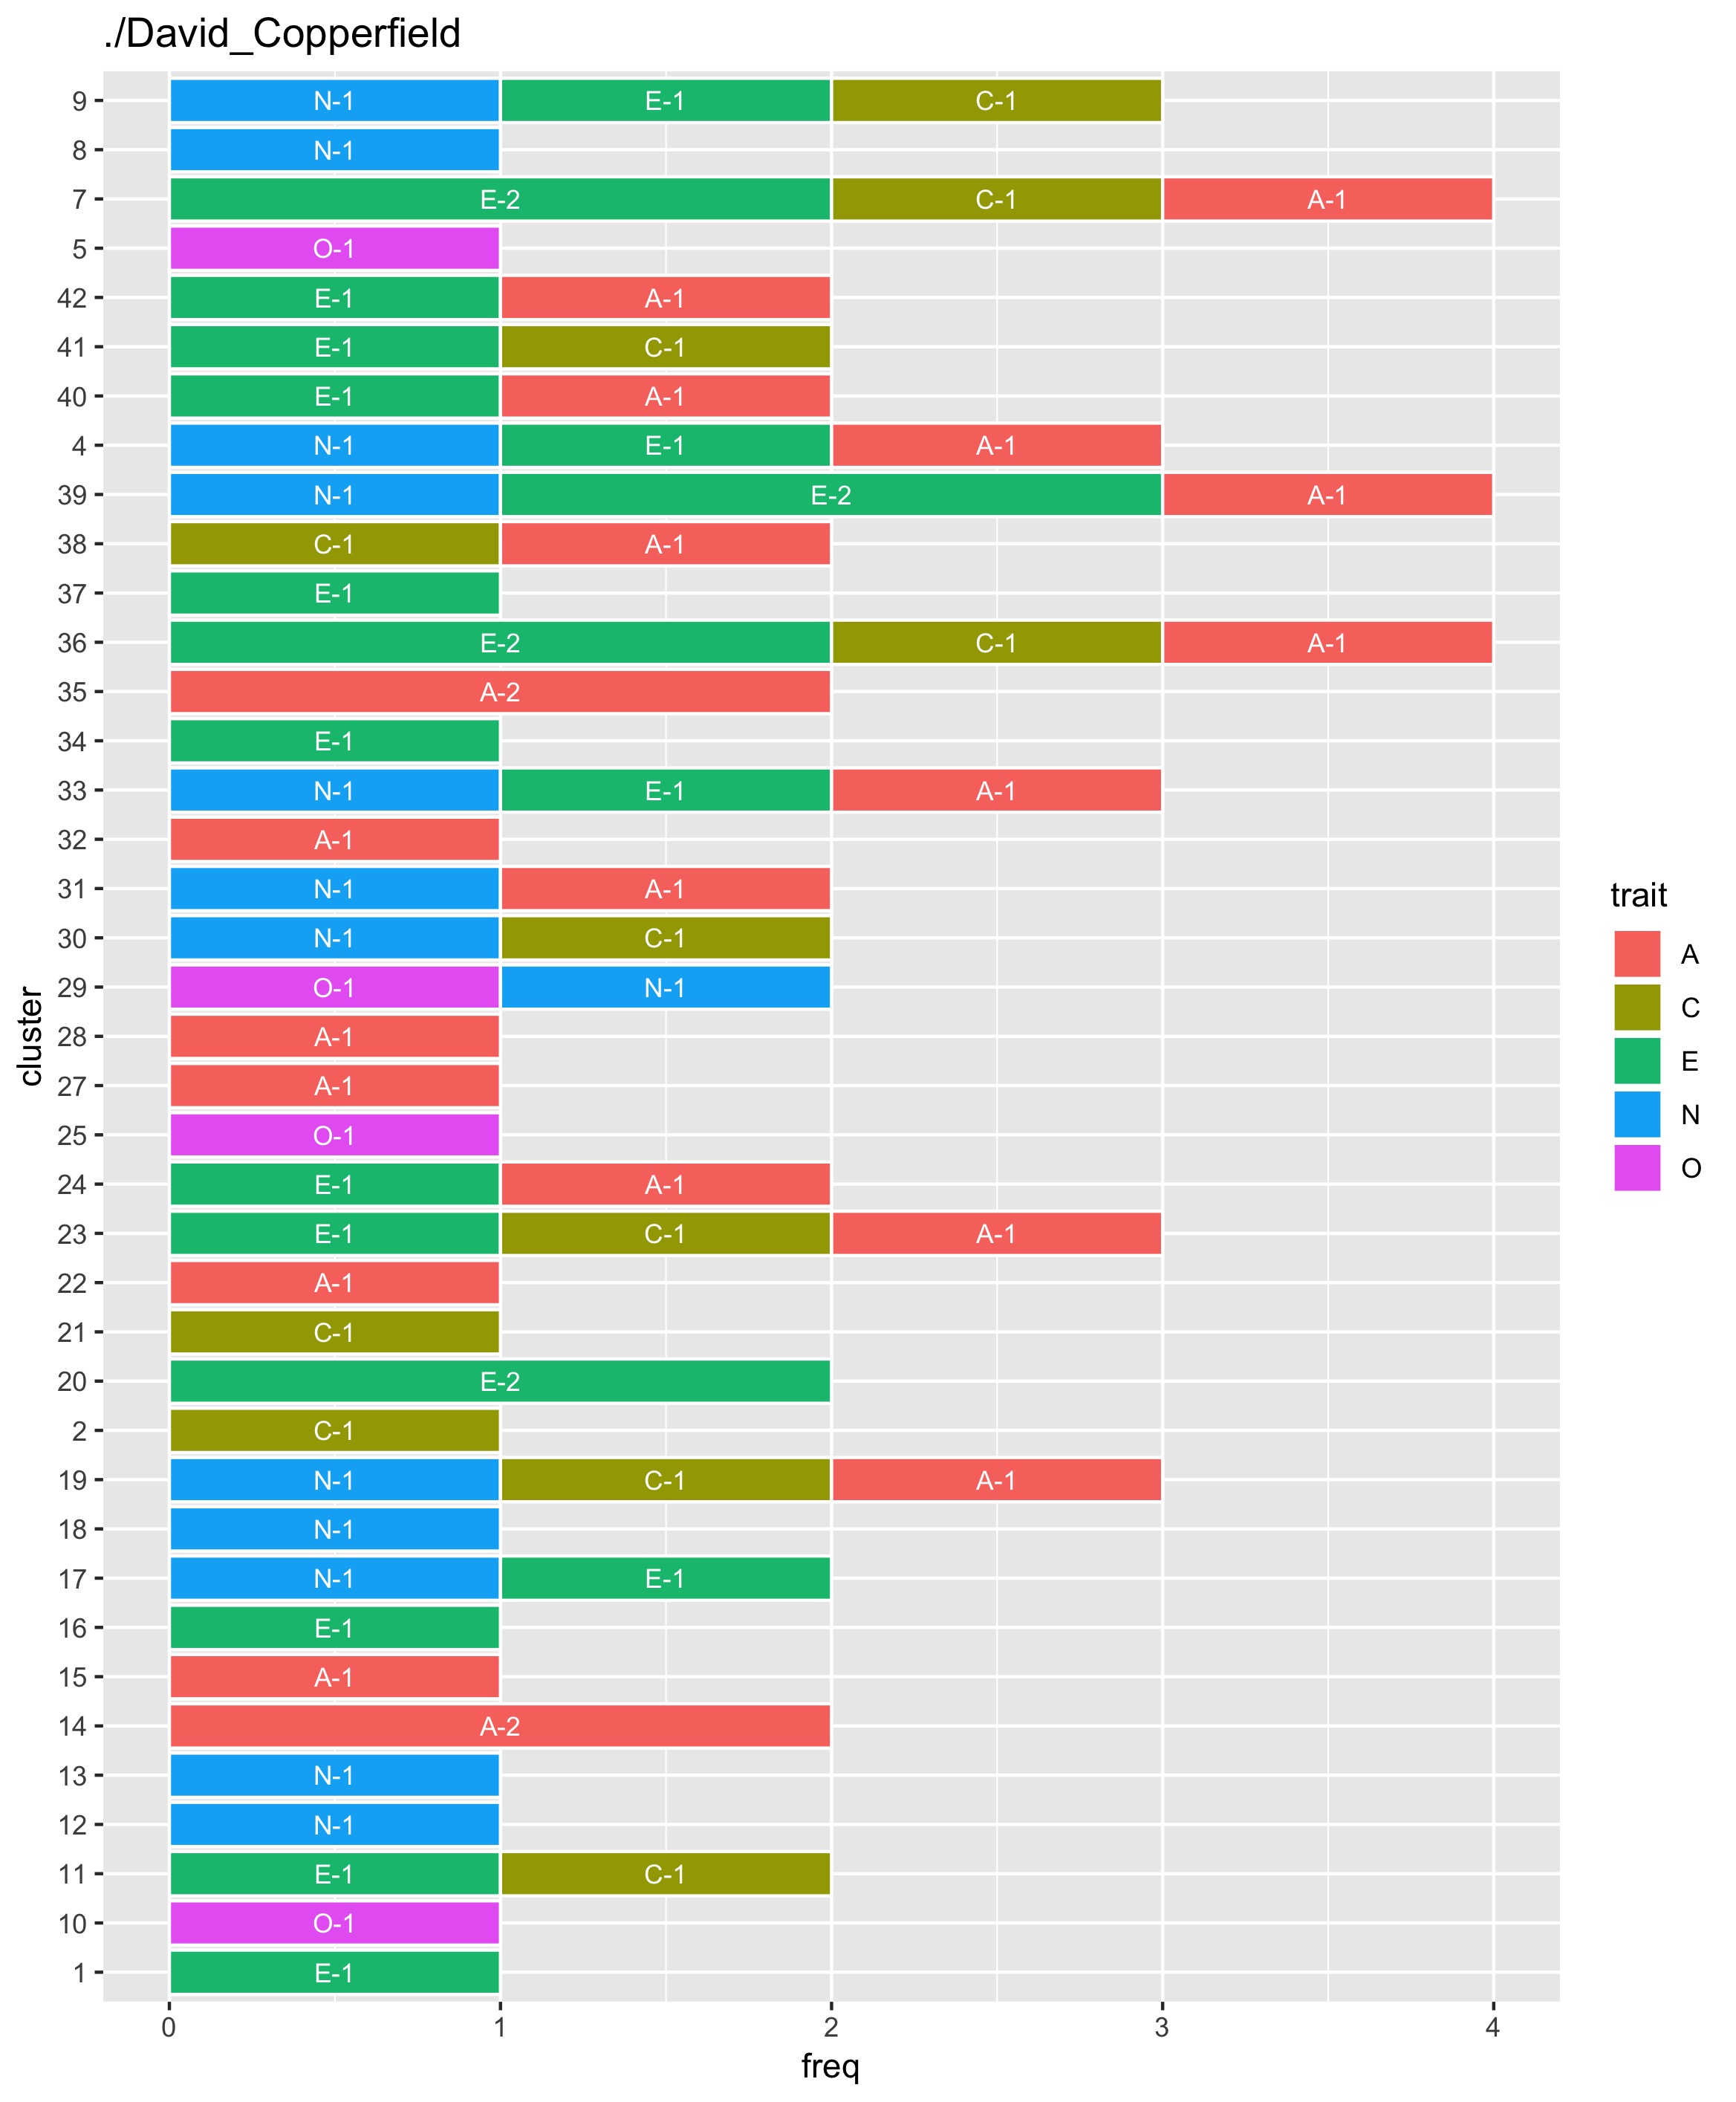 ./David_Copperfield
9 N-1 E-1 C-1
8 N-1
7 E-2 C-1 A-1
5 O-1
42 E-1 A-1
41 E-1 C-1
40 E-1 A-1
4 N-1 E-1 A-1
39 N-1 E-2 A-1
38 C-1 A-1
37 E-1
36 E-2 C-1 A-1
35 A-2
34 E-1
33 N-1 E-1 A-1
32 A-1
31 N-1 A-1
30 N-1 C-1
29 O-1 N-1
28 A-1
27 A-1
25 O-1
24 E-1 A-1
23 E-1 C-1 A-1
22 A-1
21 C-1
20 E-2
2 C-1
19 N-1 C-1 A-1
18 N-1
17 N-1 E-1
16 E-1
15 A-1
14 A-2
13 N-1
12 N-1
11 E-1 C-1
10 O-1
1 E-1
0 1 2 3 4
freq
cluster
trait
A
C
E
N
O